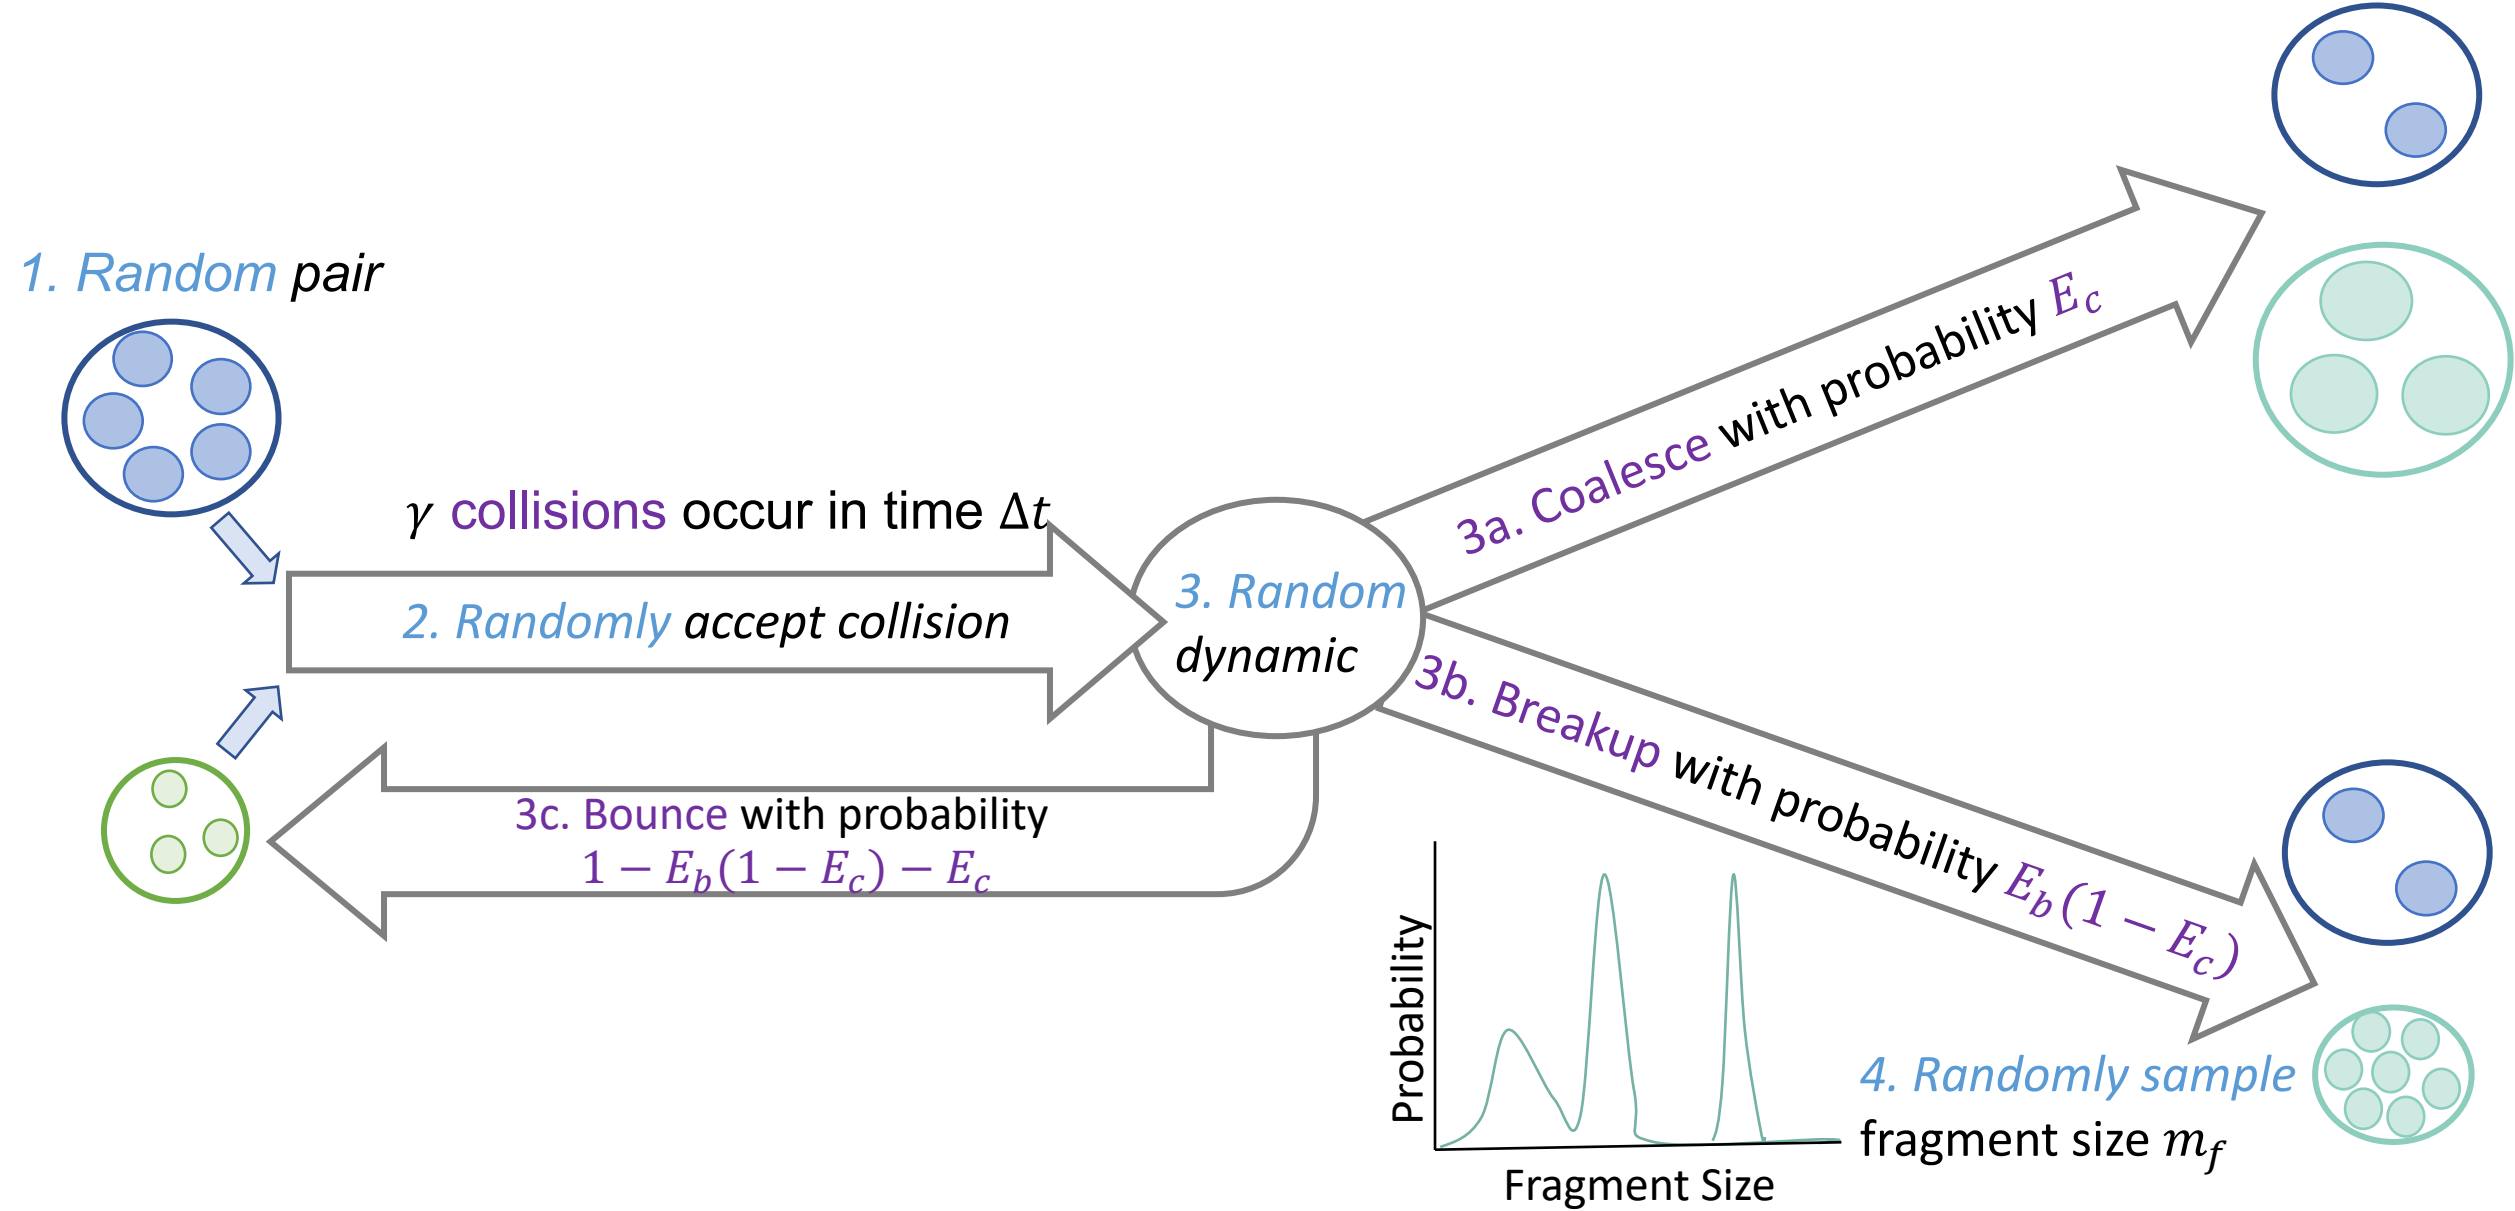 1. Random pair
γ collisions occur in time Δt
2. Randomly accept collision
3. Random
dynamic
3a. Coalesce with probability E_c
3b. Breakup with probability E_b(1 − E_c)
3c. Bounce with probability
1 − E_b(1 − E_c) − E_c
Probability
Fragment Size
4. Randomly sample
fragment size m_f